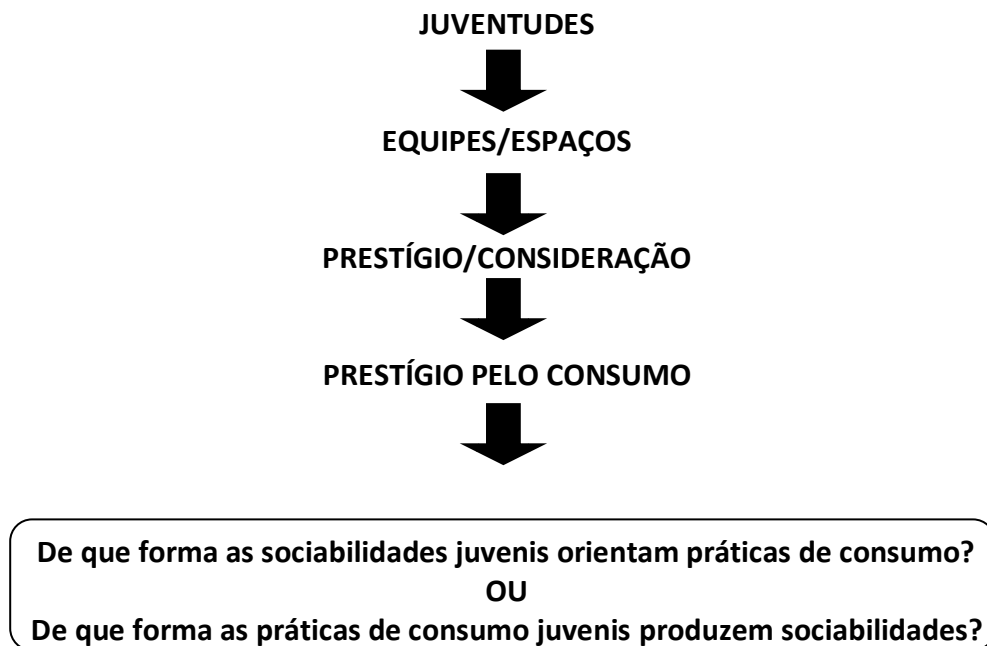 JUVENTUDES
EQUIPES/ESPAÇOS
PRESTÍGIO/CONSIDERAÇÃO
PRESTÍGIO PELO CONSUMO
De que forma as sociabilidades juvenis orientam práticas de consumo?
OU
De que forma as práticas de consumo juvenis produzem sociabilidades?